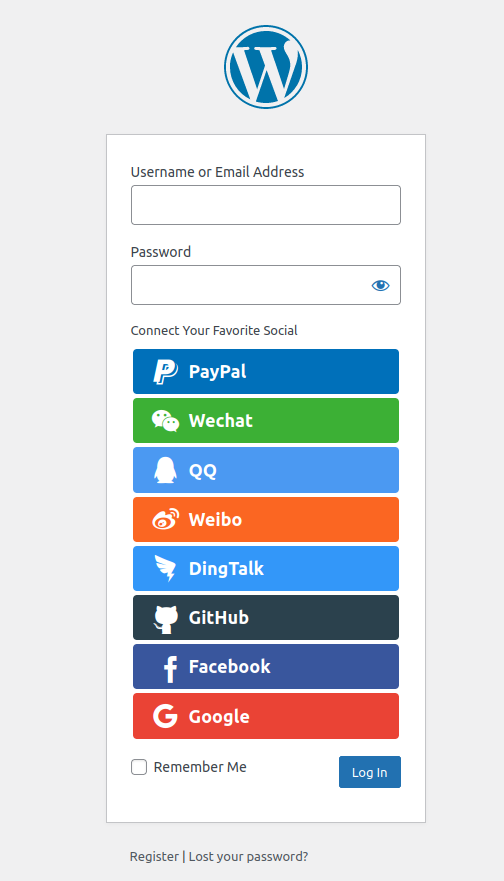 Username or Email Address
Password
Connect Your Favorite Social
PayPal
Wechat
QQ
Weibo
DingTalk
GitHub
Facebook
Google
Remember Me
Log In
Register | Lost your password?